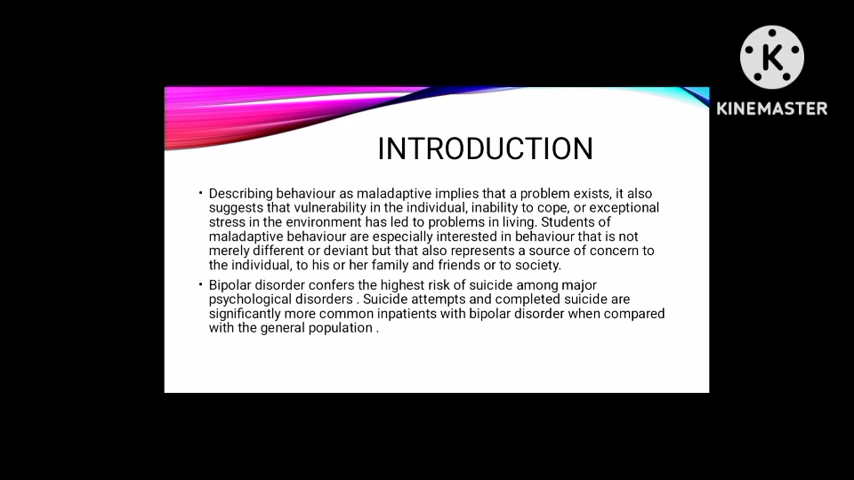 KINEMASTER
INTRODUCTION
• Describing behaviour as maladaptive implies that a problem exists, it also
suggests that vulnerability in the individual, inability to cope, or exceptional
stress in the environment has led to problems in living. Students of
maladaptive behaviour are especially interested in behaviour that is not
merely different or deviant but that also represents a source of concern to
the individual, to his or her family and friends or to society.
• Bipolar disorder confers the highest risk of suicide among major
psychological disorders . Suicide attempts and completed suicide are
significantly more common inpatients with bipolar disorder when compared
with the general population .